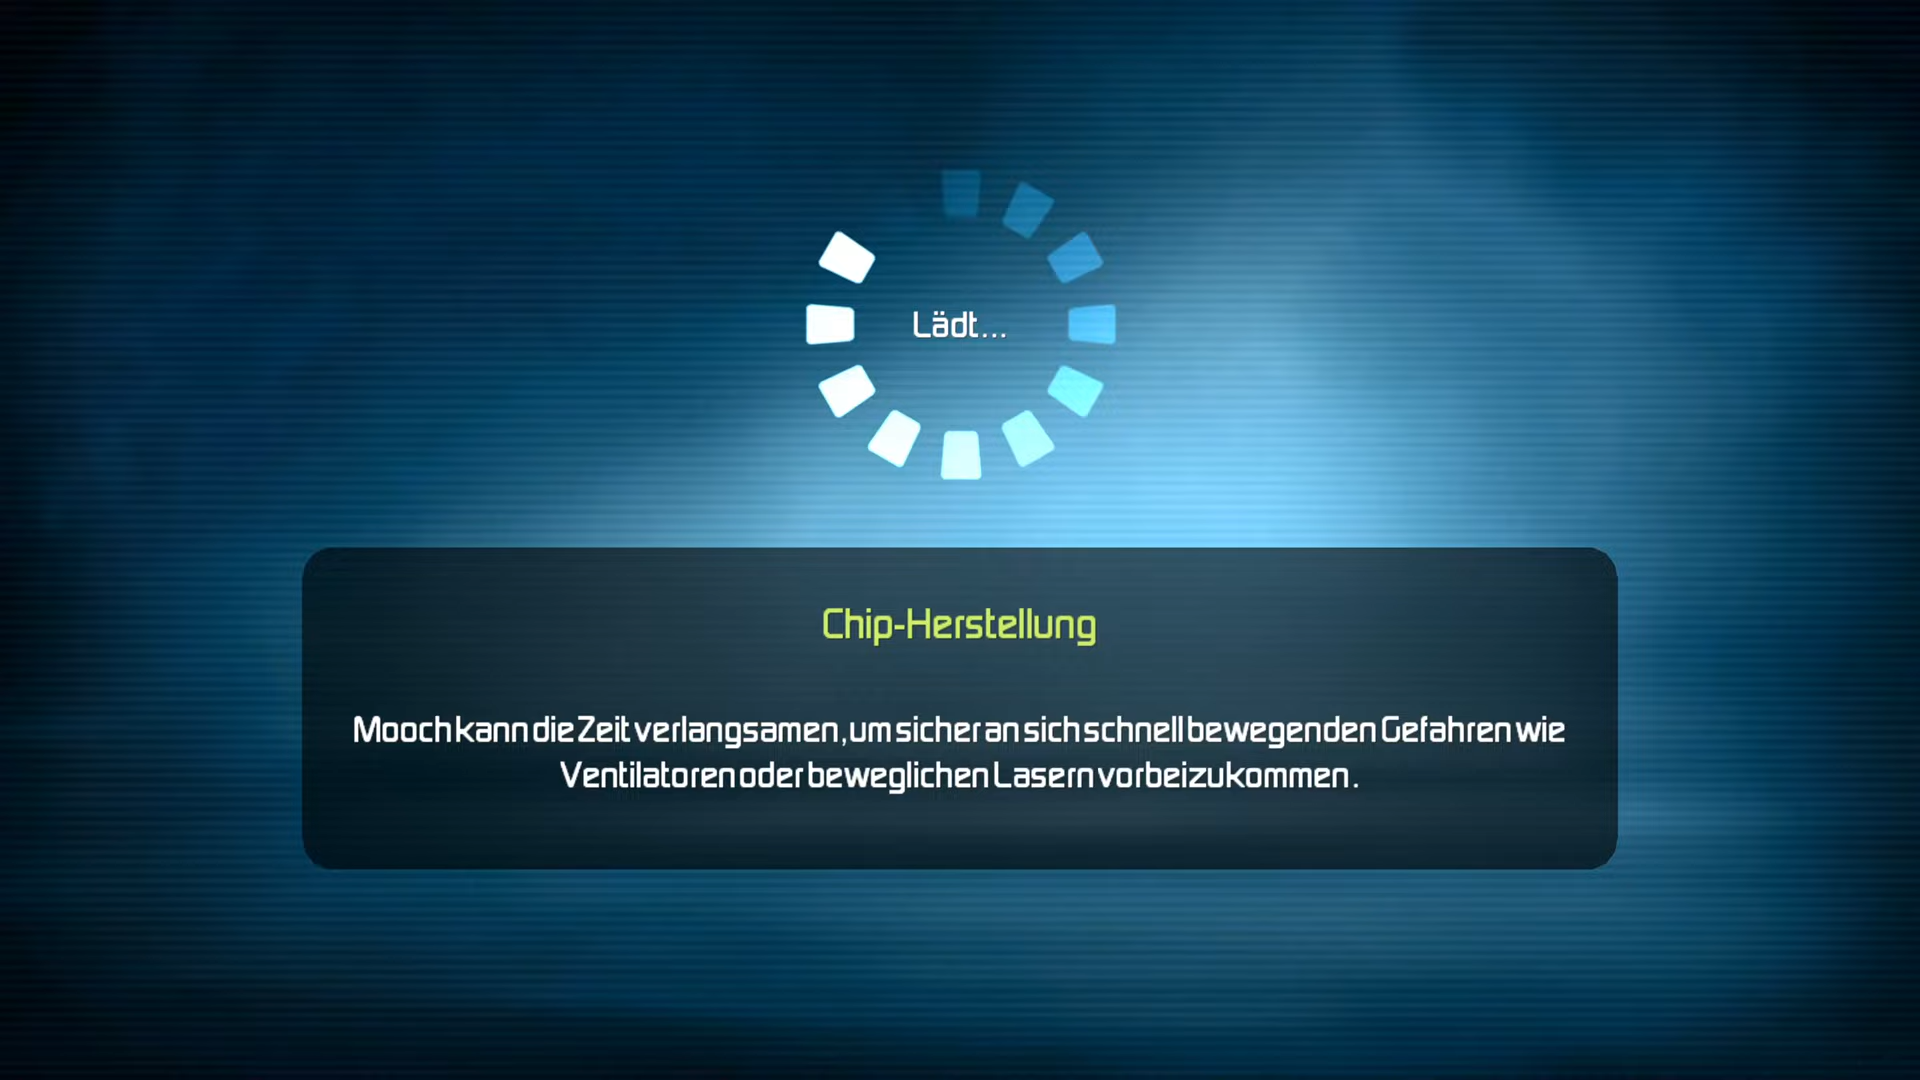 Lädt...
Chip-Herstellung
Mooch kann die Zeit verlangsamen, um sicher an sich schnell bewegenden Gefahren wie
Ventilatoren oder beweglichen Lasern vorbeizukommen.